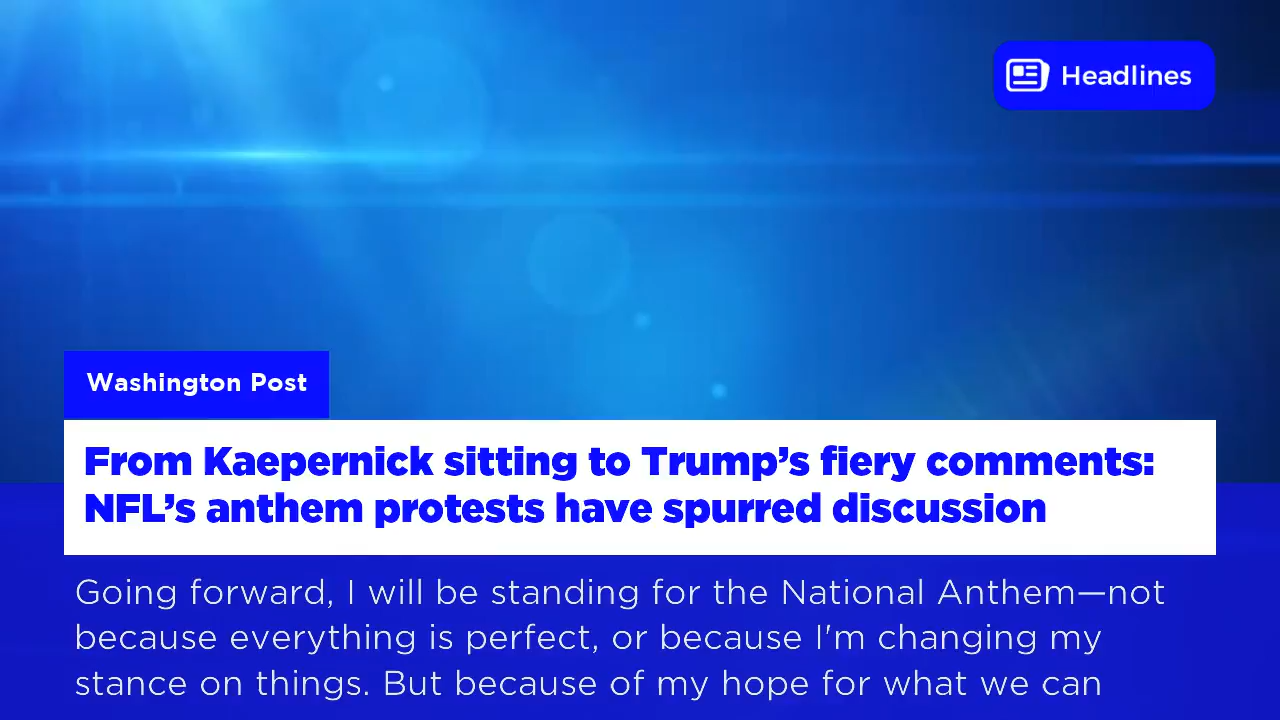 Headlines
Washington Post
From Kaepernick sitting to Trump’s fiery comments:
NFL’s anthem protests have spurred discussion
Going forward, I will be standing for the National Anthem—not
because everything is perfect, or because I'm changing my
stance on things. But because of my hope for what we can